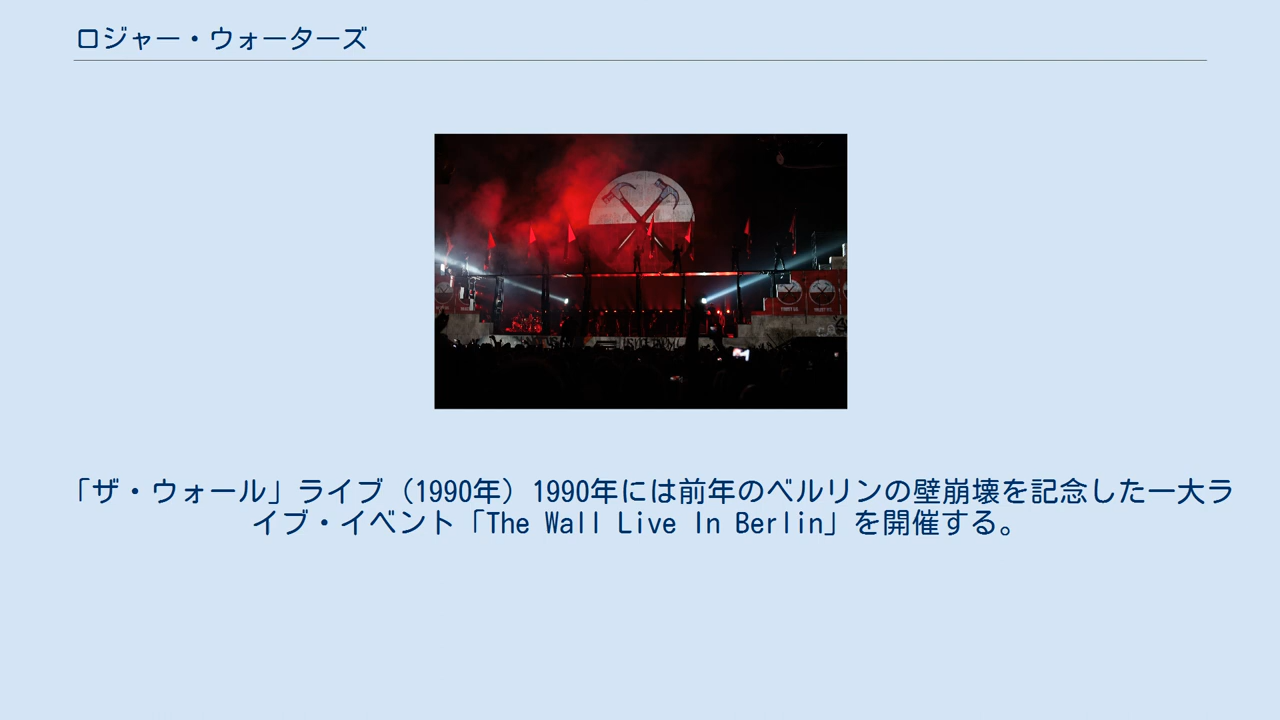 ロジャー・ウォーターズ
「ザ・ウォール」ライブ（1990年）1990年には前年のベルリンの壁崩壊を記念した一大ラ
イブ・イベント「The Wall Live In Berlin」を開催する。